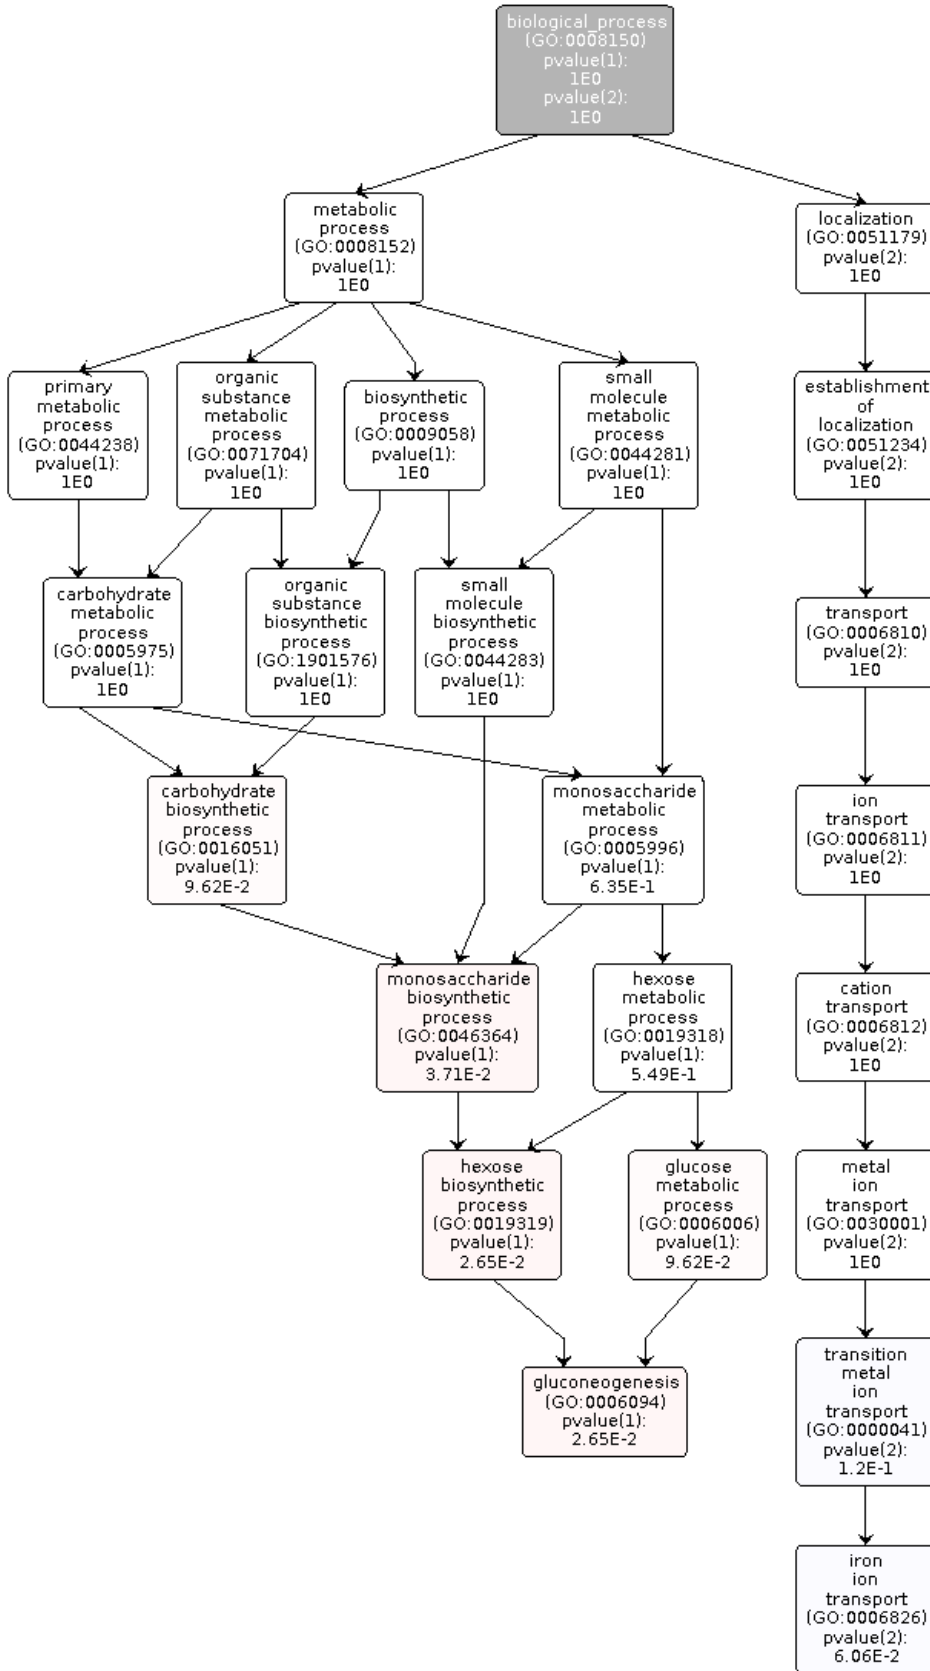 biological_process
(GO:0008150)
pvalue(1):
1E0
pvalue(2):
1E0
metabolic
process
(GO:0008152)
pvalue(1):
1E0
localization
(GO:0051179)
pvalue(2):
1E0
primary
metabolic
process
(GO:0044238)
pvalue(1):
1E0
organic
substance
metabolic
process
(GO:0071704)
pvalue(1):
1E0
biosynthetic
process
(GO:0009058)
pvalue(1):
1E0
small
molecule
metabolic
process
(GO:0044281)
pvalue(1):
1E0
establishment
of
localization
(GO:0051234)
pvalue(2):
1E0
carbohydrate
metabolic
process
(GO:0005975)
pvalue(1):
1E0
organic
substance
biosynthetic
process
(GO:1901576)
pvalue(1):
1E0
small
molecule
biosynthetic
process
(GO:0044283)
pvalue(1):
1E0
transport
(GO:0006810)
pvalue(2):
1E0
carbohydrate
biosynthetic
process
(GO:0016051)
pvalue(1):
9.62E-2
monosaccharide
metabolic
process
(GO:0005996)
pvalue(1):
6.35E-1
ion
transport
(GO:0006811)
pvalue(2):
1E0
monosaccharide
biosynthetic
process
(GO:0046364)
pvalue(1):
3.71E-2
hexose
metabolic
process
(GO:0019318)
pvalue(1):
5.49E-1
cation
transport
(GO:0006812)
pvalue(2):
1E0
hexose
biosynthetic
process
(GO:0019319)
pvalue(1):
2.65E-2
glucose
metabolic
process
(GO:0006006)
pvalue(1):
9.62E-2
metal
ion
transport
(GO:0030001)
pvalue(2):
1E0
gluconeogenesis
(GO:0006094)
pvalue(1):
2.65E-2
transition
metal
ion
transport
(GO:0000041)
pvalue(2):
1.2E-1
iron
ion
transport
(GO:0006826)
pvalue(2):
6.06E-2